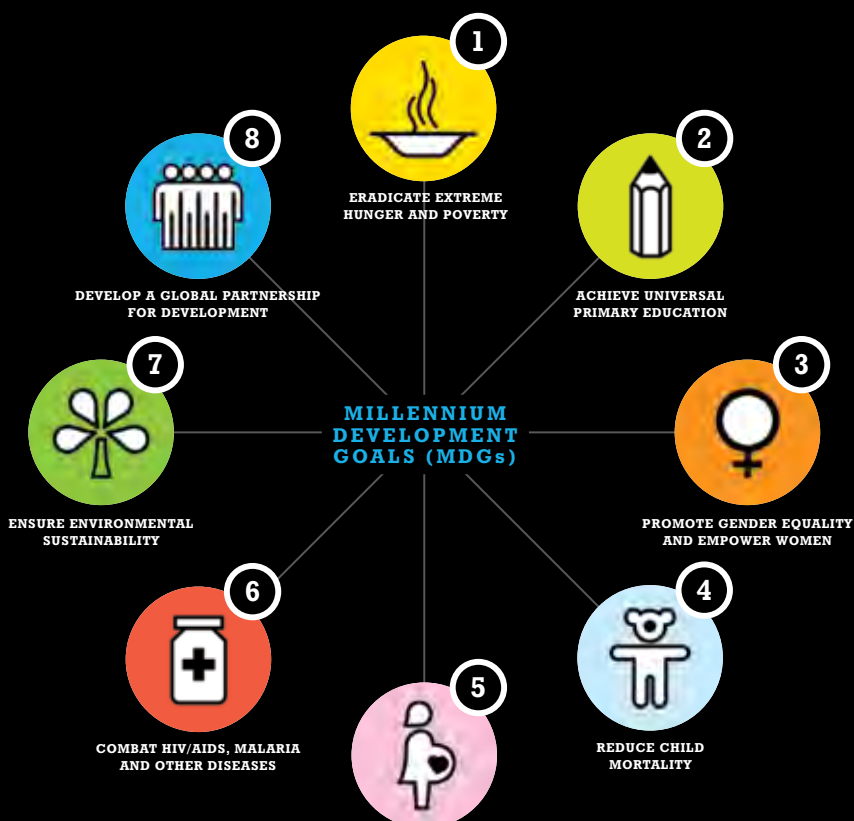 1
ERADICATE EXTREME
HUNGER AND POVERTY
2
ACHIEVE UNIVERSAL
PRIMARY EDUCATION
3
PROMOTE GENDER EQUALITY
AND EMPOWER WOMEN
4
REDUCE CHILD
MORTALITY
5
6
COMBAT HIV/AIDS, MALARIA
AND OTHER DISEASES
7
ENSURE ENVIRONMENTAL
SUSTAINABILITY
8
DEVELOP A GLOBAL PARTNERSHIP
FOR DEVELOPMENT
MILLENNIUM
DEVELOPMENT
GOALS (MDGs)